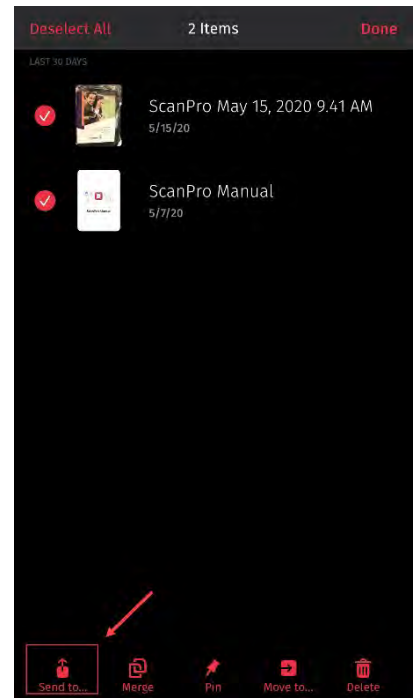 Deselect All 2 Items Done
LAST 30 DAYS
ScanPro May 15, 2020 9.41 AM
5/15/20
ScanPro Manual
5/7/20
Send to... Merge Pin Move to... Delete